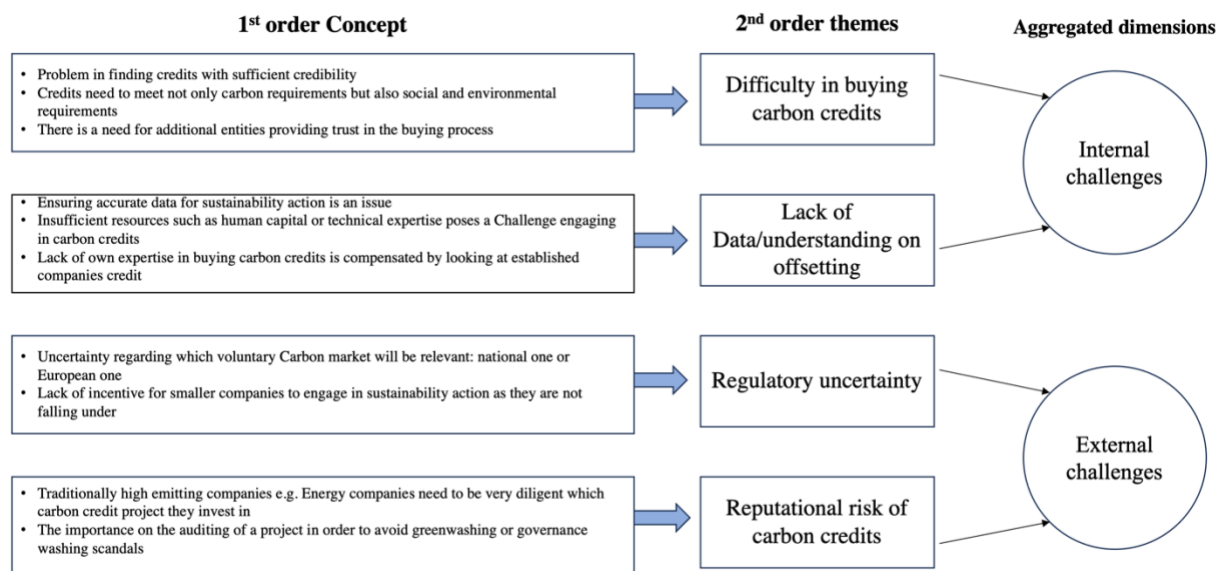 1st order Concept
2nd order themes
Aggregated dimensions
• Problem in finding credits with sufficient credibility
• Credits need to meet not only carbon requirements but also social and environmental
requirements
• There is a need for additional entities providing trust in the buying process
Difficulty in buying
carbon credits
Internal
challenges
• Ensuring accurate data for sustainability action is an issue
• Insufficient resources such as human capital or technical expertise poses a Challenge engaging
in carbon credits
• Lack of own expertise in buying carbon credits is compensated by looking at established
companies credit
Lack of
Data/understanding on
offsetting
• Uncertainty regarding which voluntary Carbon market will be relevant: national one or
European one
• Lack of incentive for smaller companies to engage in sustainability action as they are not
falling under
Regulatory uncertainty
External
challenges
• Traditionally high emitting companies e.g. Energy companies need to be very diligent which
carbon credit project they invest in
• The importance on the auditing of a project in order to avoid greenwashing or governance
washing scandals
Reputational risk of
carbon credits